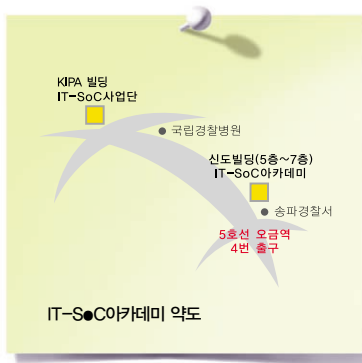 KIPA 빌딩
IT-SoC사업단
국립경찰병원
신도빌딩(5층~7층)
IT-SoC아카데미
송파경찰서
5호선 오금역
4번 출구
IT-S●C아카데미 약도